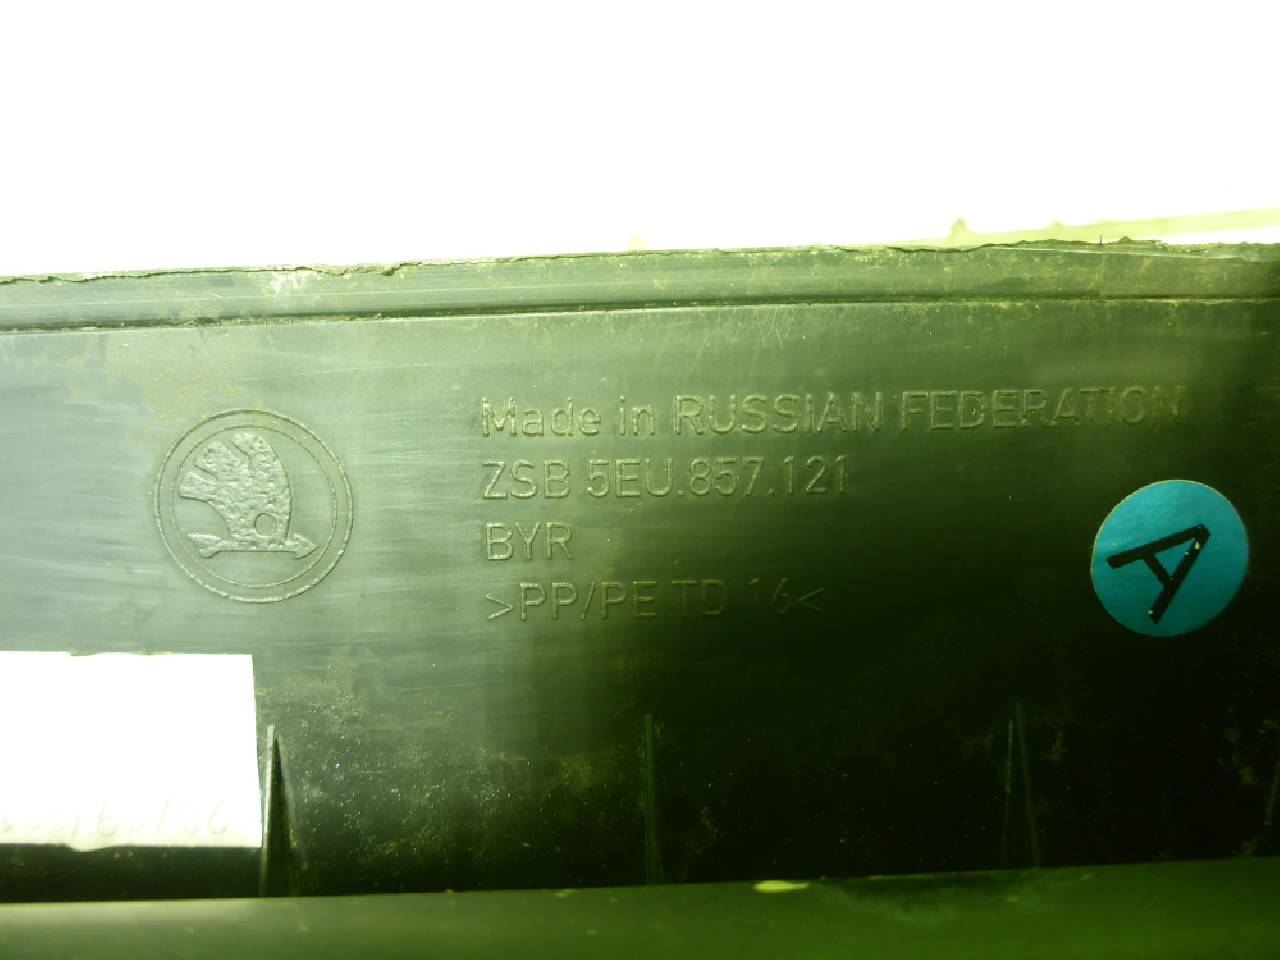 Made in RUSSIAN FEDERATION
ZSB 5EU.857.121
BYR
>PP/PE TD 16<
A